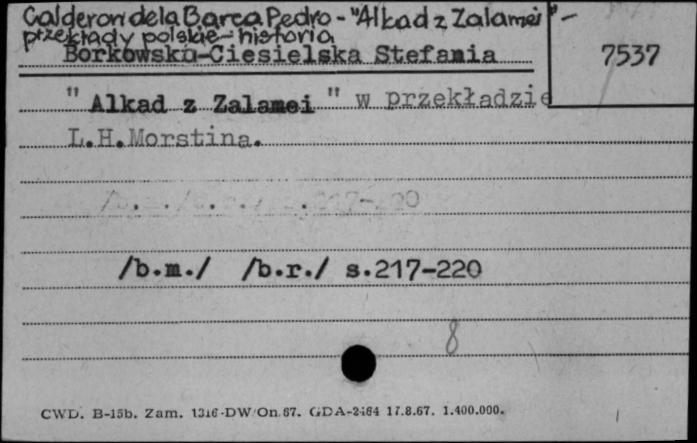 Calderon de la Barca Pedro - "Alkad z Zalamei" -
przekłady polskie - historia
Borkowska-Ciesielska Stefania
7537
"Alkad z Zalamei" w przekładzie
L.H.Morstina.
/b.m./ /b.r./ s.217-220
8
CWD. B-15b. Zam. 1316-DW/On 67. GDA-2464 17.8.67. 1.400.000.